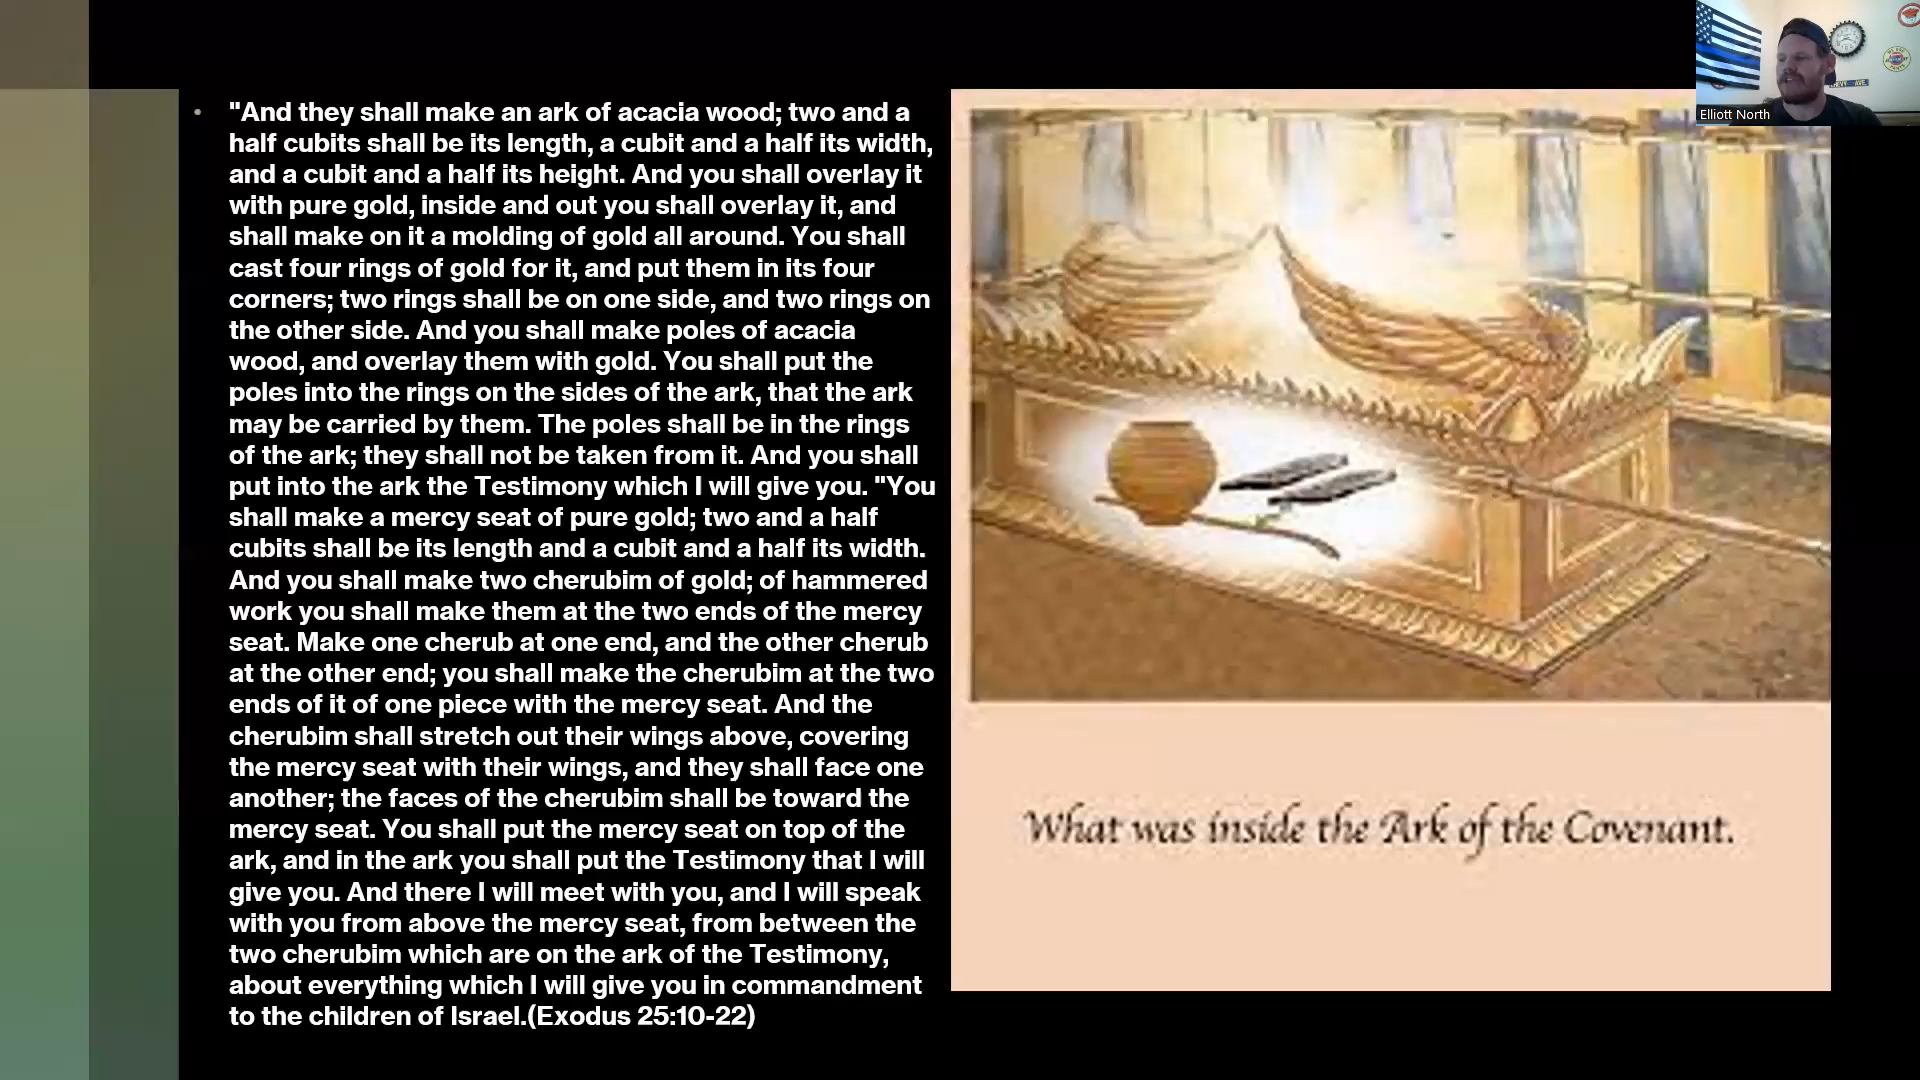 Elliott North
• "And they shall make an ark of acacia wood; two and a
half cubits shall be its length, a cubit and a half its width,
and a cubit and a half its height. And you shall overlay it
with pure gold, inside and out you shall overlay it, and
shall make on it a molding of gold all around. You shall
cast four rings of gold for it, and put them in its four
corners; two rings shall be on one side, and two rings on
the other side. And you shall make poles of acacia
wood, and overlay them with gold. You shall put the
poles into the rings on the sides of the ark, that the ark
may be carried by them. The poles shall be in the rings
of the ark; they shall not be taken from it. And you shall
put into the ark the Testimony which I will give you. "You
shall make a mercy seat of pure gold; two and a half
cubits shall be its length and a cubit and a half its width.
And you shall make two cherubim of gold; of hammered
work you shall make them at the two ends of the mercy
seat. Make one cherub at one end, and the other cherub
at the other end; you shall make the cherubim at the two
ends of it of one piece with the mercy seat. And the
cherubim shall stretch out their wings above, covering
the mercy seat with their wings, and they shall face one
another; the faces of the cherubim shall be toward the
mercy seat. You shall put the mercy seat on top of the
ark, and in the ark you shall put the Testimony that I will
give you. And there I will meet with you, and I will speak
with you from above the mercy seat, from between the
two cherubim which are on the ark of the Testimony,
about everything which I will give you in commandment
to the children of Israel.(Exodus 25:10-22)
What was inside the Ark of the Covenant.